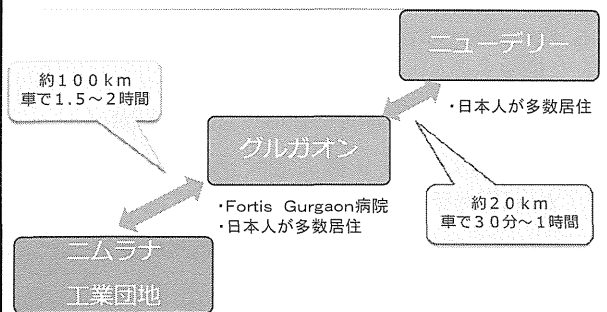 ニューデリー
・日本人が多数居住
約100km
車で1.5～2時間
グルガオン
・Fortis Gurgaon病院
・日本人が多数居住
約20km
車で30分～1時間
ニムラナ
工業団地